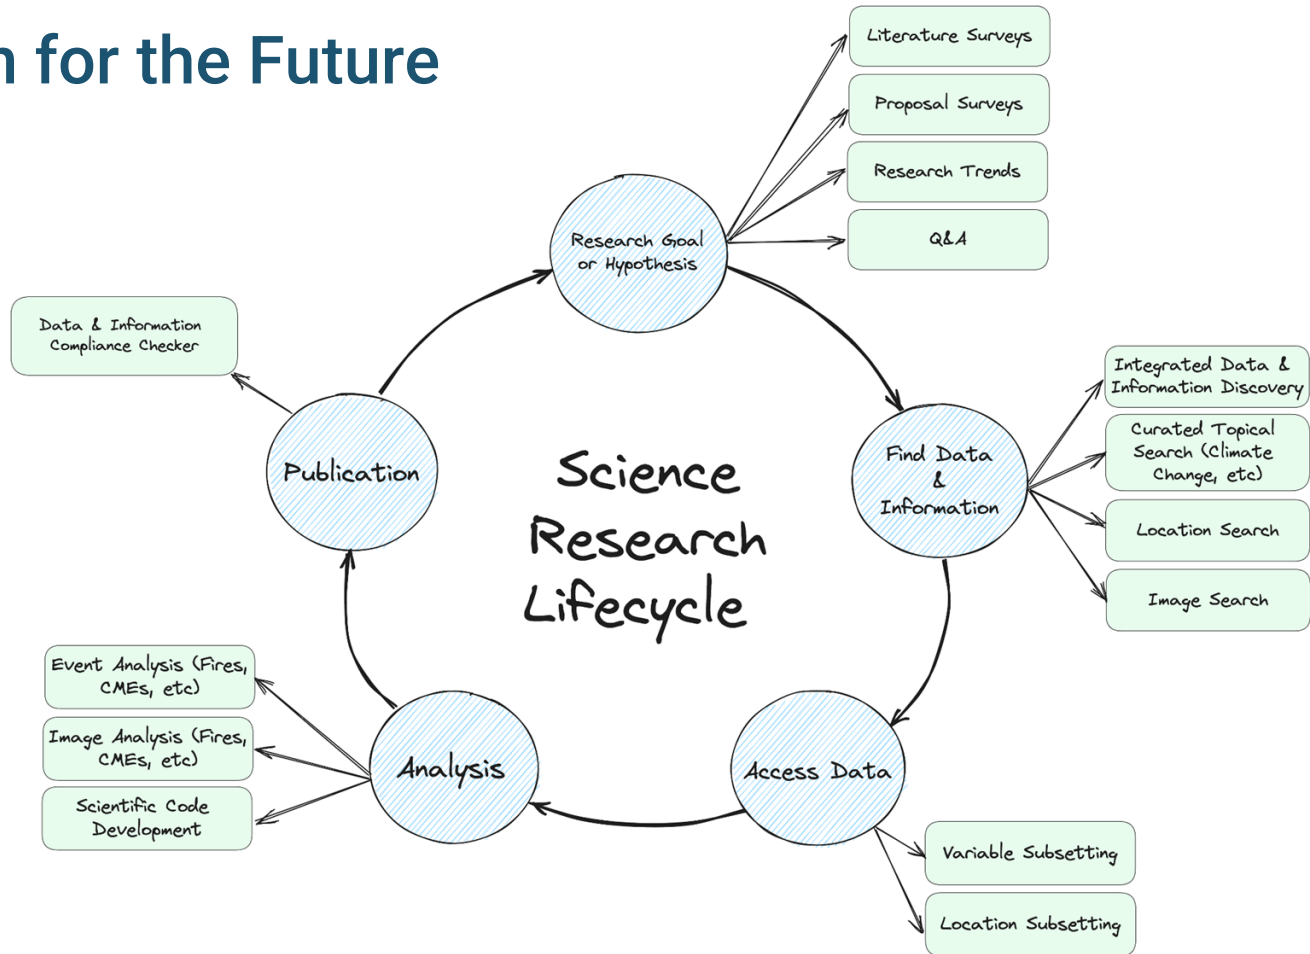 n for the Future
Literature Surveys
Proposal Surveys
Research Trends
Q&A
Research Goal
or Hypothesis
Data & Information
Compliance Checker
Integrated Data &
Information Discovery
Curated Topical
Search (Climate
Change, etc)
Location Search
Image Search
Find Data
&
Information
Publication
Science
Research
Lifecycle
Event Analysis (Fires,
CMEs, etc)
Image Analysis (Fires,
CMEs, etc)
Scientific Code
Development
Analysis
Access Data
Variable Subsetting
Location Subsetting